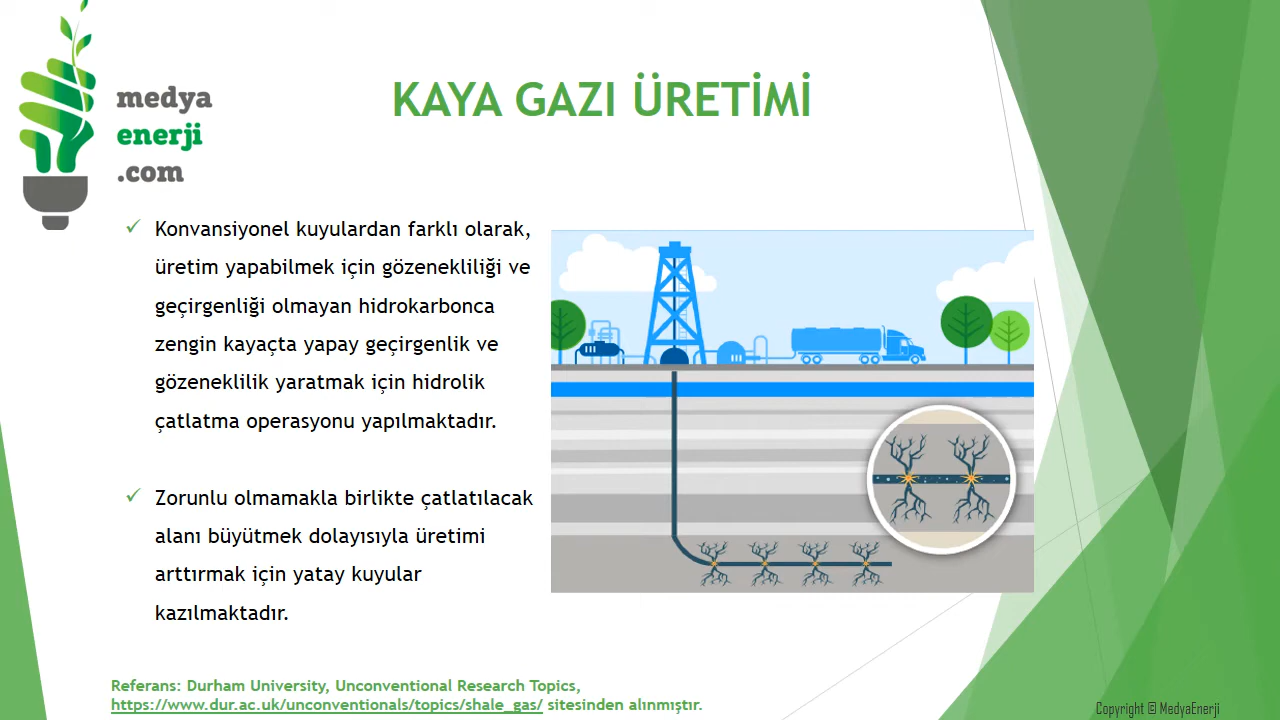 medya
enerji
.com
KAYA GAZI ÜRETİMİ
Konvansiyonel kuyulardan farklı olarak,
üretim yapabilmek için gözenekliliği ve
geçirgenliği olmayan hidrokarbonca
zengin kayaçta yapay geçirgenlik ve
gözeneklilik yaratmak için hidrolik
çatlatma operasyonu yapılmaktadır.
Zorunlu olmamakla birlikte çatlatılacak
alanı büyütmek dolayısıyla üretimi
arttırmak için yatay kuyular
kazılmaktadır.
Referans: Durham University, Unconventional Research Topics,
https://www.dur.ac.uk/unconventionals/topics/shale_gas/ sitesinden alınmıştır.
Copyright © MedyaEnerji